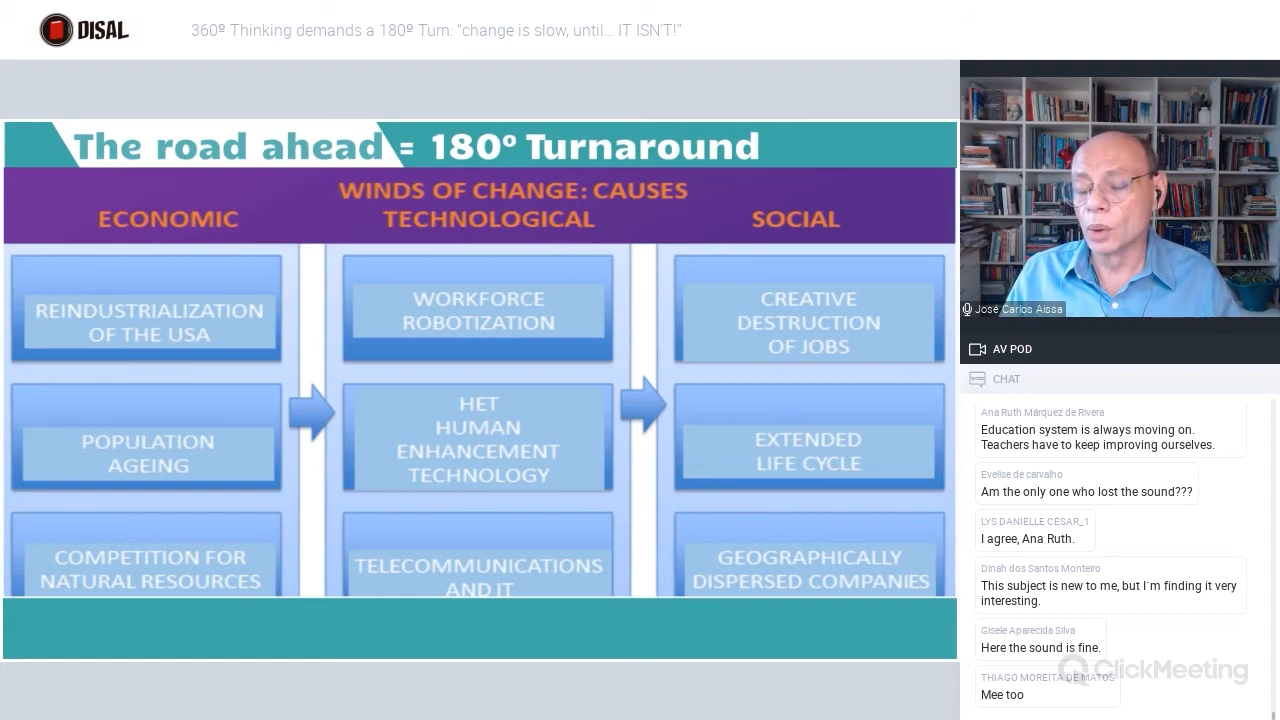 DISAL
360º Thinking demands a 180º Turn: “change is slow, until... IT ISN'T!”
The road ahead = 180º Turnaround
WINDS OF CHANGE: CAUSES
ECONOMIC TECHNOLOGICAL SOCIAL
REINDUSTRIALIZATION
OF THE USA
WORKFORCE
ROBOTIZATION
CREATIVE
DESTRUCTION
OF JOBS
POPULATION
AGEING
HET
HUMAN
ENHANCEMENT
TECHNOLOGY
EXTENDED
LIFE CYCLE
COMPETITION FOR
NATURAL RESOURCES
TELECOMMUNICATIONS
AND IT
GEOGRAPHICALLY
DISPERSED COMPANIES
José Carlos Aissa
AV POD
CHAT
Ana Ruth Márquez de Rivera
Education system is always moving on.
Teachers have to keep improving ourselves.
Evelise de carvalho
Am the only one who lost the sound???
LYS DANIELLE CESAR_1
I agree, Ana Ruth.
Dinah dos Santos Monteiro
This subject is new to me, but I´m finding it very
interesting.
Gisele Aparecida Silva
Here the sound is fine.
THIAGO MOREITA DE MATOS
Mee too
ClickMeeting